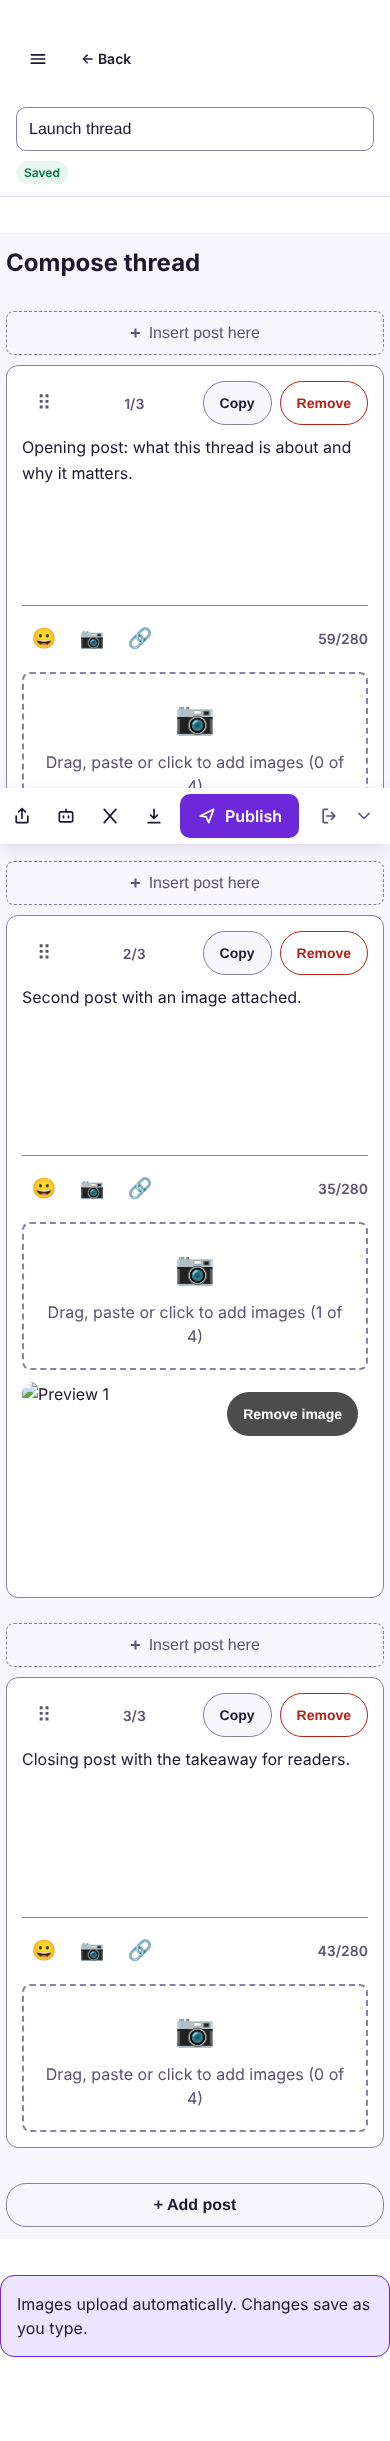 ← Back
Launch thread
Saved
Compose thread
+ Insert post here
1/3
Copy
Remove
Opening post: what this thread is about and
why it matters.
59/280
Drag, paste or click to add images (0 of
4)
Publish
+ Insert post here
2/3
Copy
Remove
Second post with an image attached.
35/280
Drag, paste or click to add images (1 of
4)
Preview 1
Remove image
+ Insert post here
3/3
Copy
Remove
Closing post with the takeaway for readers.
43/280
Drag, paste or click to add images (0 of
4)
+ Add post
Images upload automatically. Changes save as
you type.